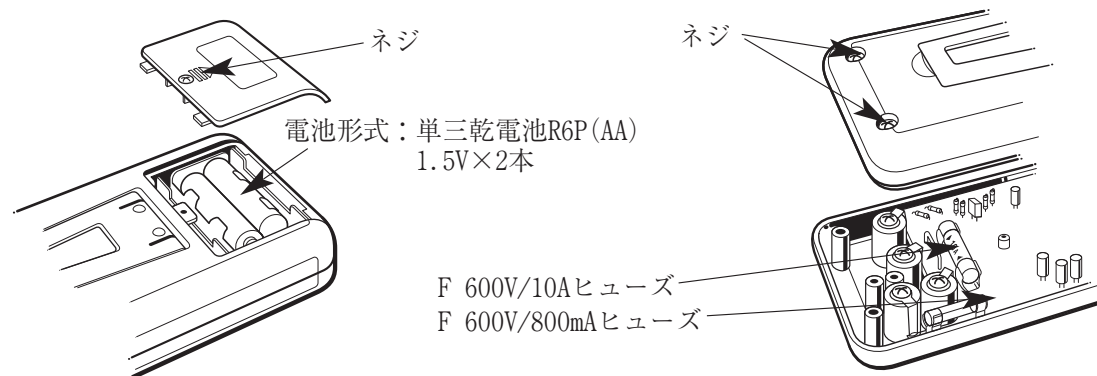 ネジ
電池形式：単三乾電池R6P(AA)
1.5V×2本
ネジ
F 600V/10Aヒューズ
F 600V/800mAヒューズ